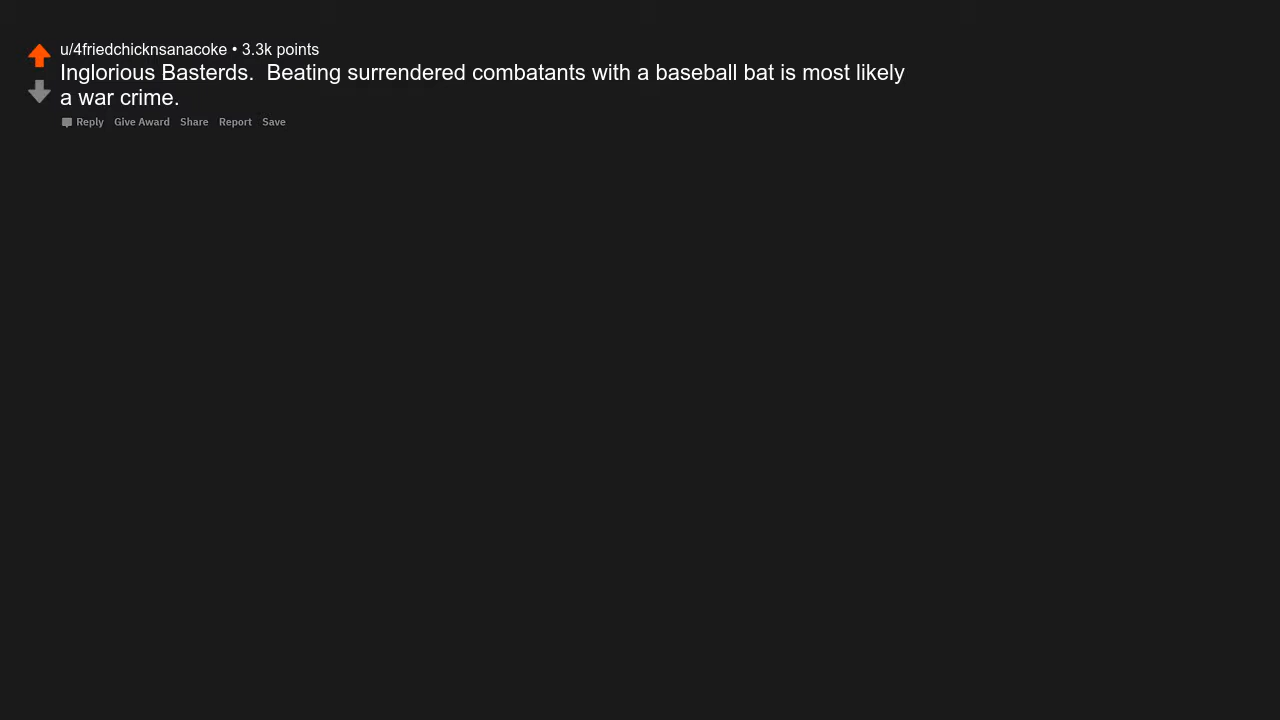 u/4friedchicknsanacoke • 3.3k points
Inglorious Basterds.  Beating surrendered combatants with a baseball bat is most likely
a war crime.
Reply Give Award Share Report Save